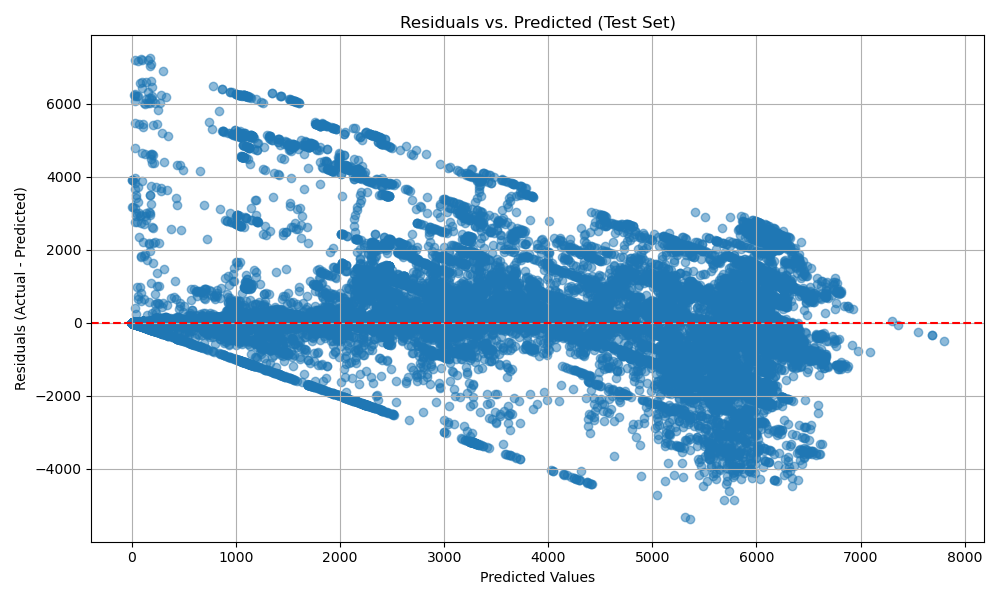 Residuals vs. Predicted (Test Set)
Residuals (Actual - Predicted)
6000
4000
2000
0
−2000
−4000
0 1000 2000 3000 4000 5000 6000 7000 8000
Predicted Values